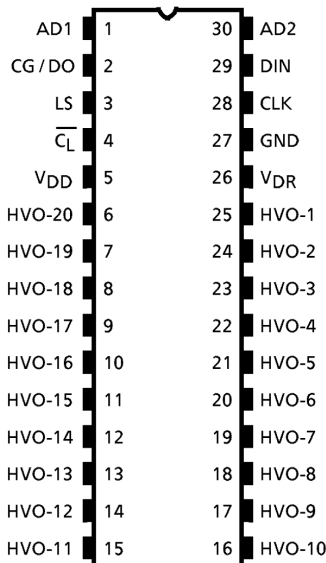 AD1 1 30 AD2
CG/DO 2 29 DIN
LS 3 28 CLK
C̅L̅ 4 27 GND
VDD 5 26 VDR
HVO-20 6 25 HVO-1
HVO-19 7 24 HVO-2
HVO-18 8 23 HVO-3
HVO-17 9 22 HVO-4
HVO-16 10 21 HVO-5
HVO-15 11 20 HVO-6
HVO-14 12 19 HVO-7
HVO-13 13 18 HVO-8
HVO-12 14 17 HVO-9
HVO-11 15 16 HVO-10